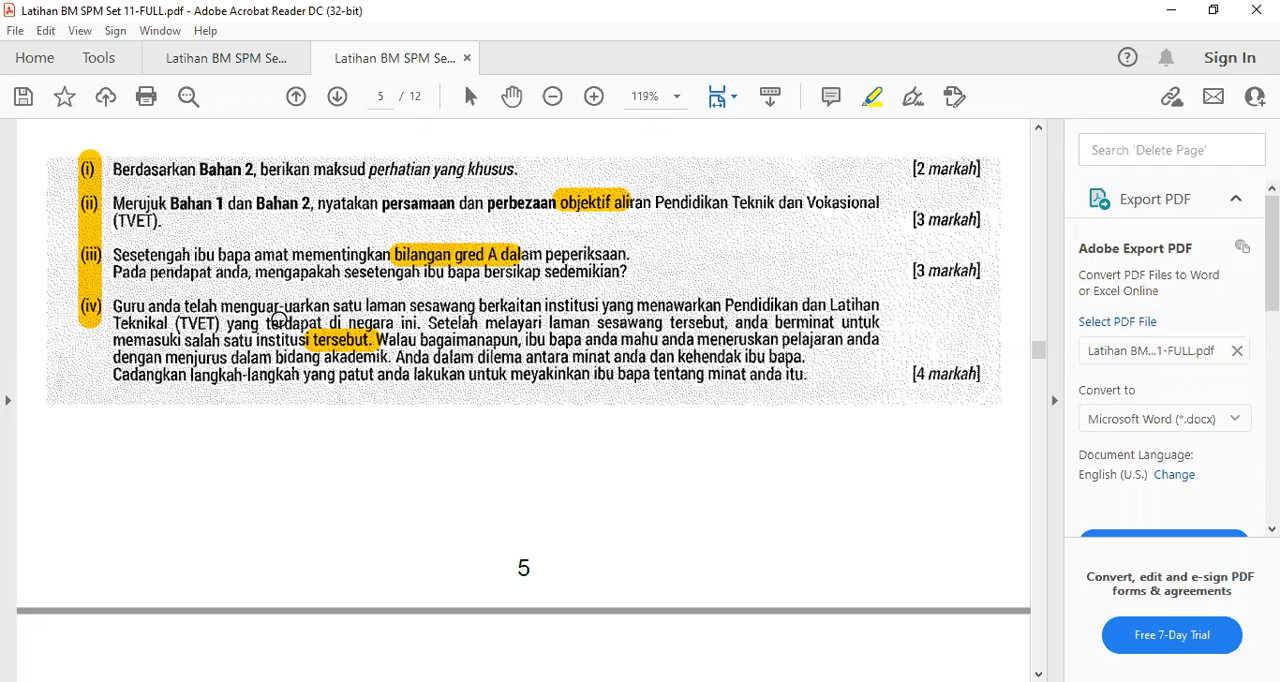 Latihan BM SPM Set 11-FULL.pdf - Adobe Acrobat Reader DC (32-bit)
File Edit View Sign Window Help
Home Tools Latihan BM SPM Se... Latihan BM SPM Se... × Sign In
5 / 12 119%
(i) Berdasarkan Bahan 2, berikan maksud perhatian yang khusus. [2 markah]
(ii) Merujuk Bahan 1 dan Bahan 2, nyatakan persamaan dan perbezaan objektif aliran Pendidikan Teknik dan Vokasional
(TVET). [3 markah]
(iii) Sesetengah ibu bapa amat mementingkan bilangan gred A dalam peperiksaan.
Pada pendapat anda, mengapakah sesetengah ibu bapa bersikap sedemikian? [3 markah]
(iv) Guru anda telah menguar-uarkan satu laman sesawang berkaitan institusi yang menawarkan Pendidikan dan Latihan
Teknikal (TVET) yang terdapat di negara ini. Setelah melayari laman sesawang tersebut, anda berminat untuk
memasuki salah satu institusi tersebut. Walau bagaimanapun, ibu bapa anda mahu anda meneruskan pelajaran anda
dengan menjurus dalam bidang akademik. Anda dalam dilema antara minat anda dan kehendak ibu bapa.
Cadangkan langkah-langkah yang patut anda lakukan untuk meyakinkan ibu bapa tentang minat anda itu. [4 markah]
5
Search 'Delete Page'
Export PDF
Adobe Export PDF
Convert PDF Files to Word
or Excel Online
Select PDF File
Latihan BM...1-FULL.pdf
Convert to
Microsoft Word (*.docx)
Document Language:
English (U.S.) Change
Convert, edit and e-sign PDF
forms & agreements
Free 7-Day Trial